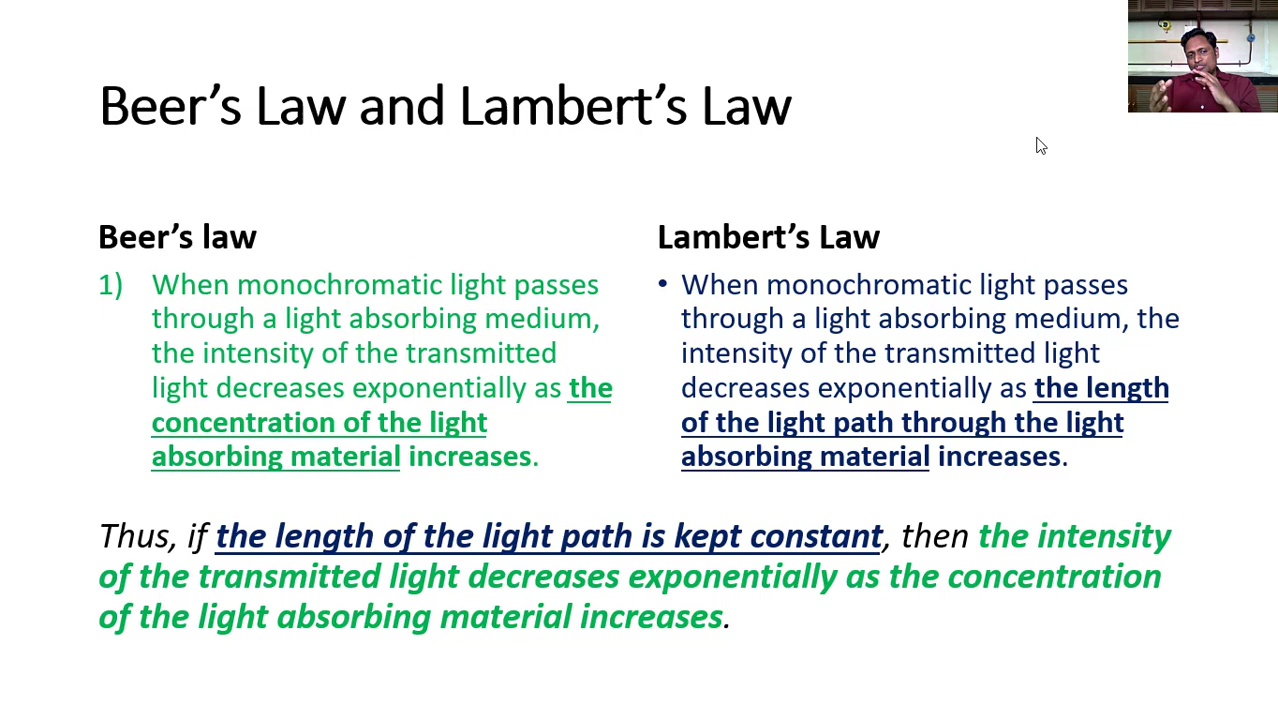 Beer’s Law and Lambert’s Law
Beer’s law
1) When monochromatic light passes
through a light absorbing medium,
the intensity of the transmitted
light decreases exponentially as the
concentration of the light
absorbing material increases.
Lambert’s Law
• When monochromatic light passes
through a light absorbing medium, the
intensity of the transmitted light
decreases exponentially as the length
of the light path through the light
absorbing material increases.
Thus, if the length of the light path is kept constant, then the intensity
of the transmitted light decreases exponentially as the concentration
of the light absorbing material increases.